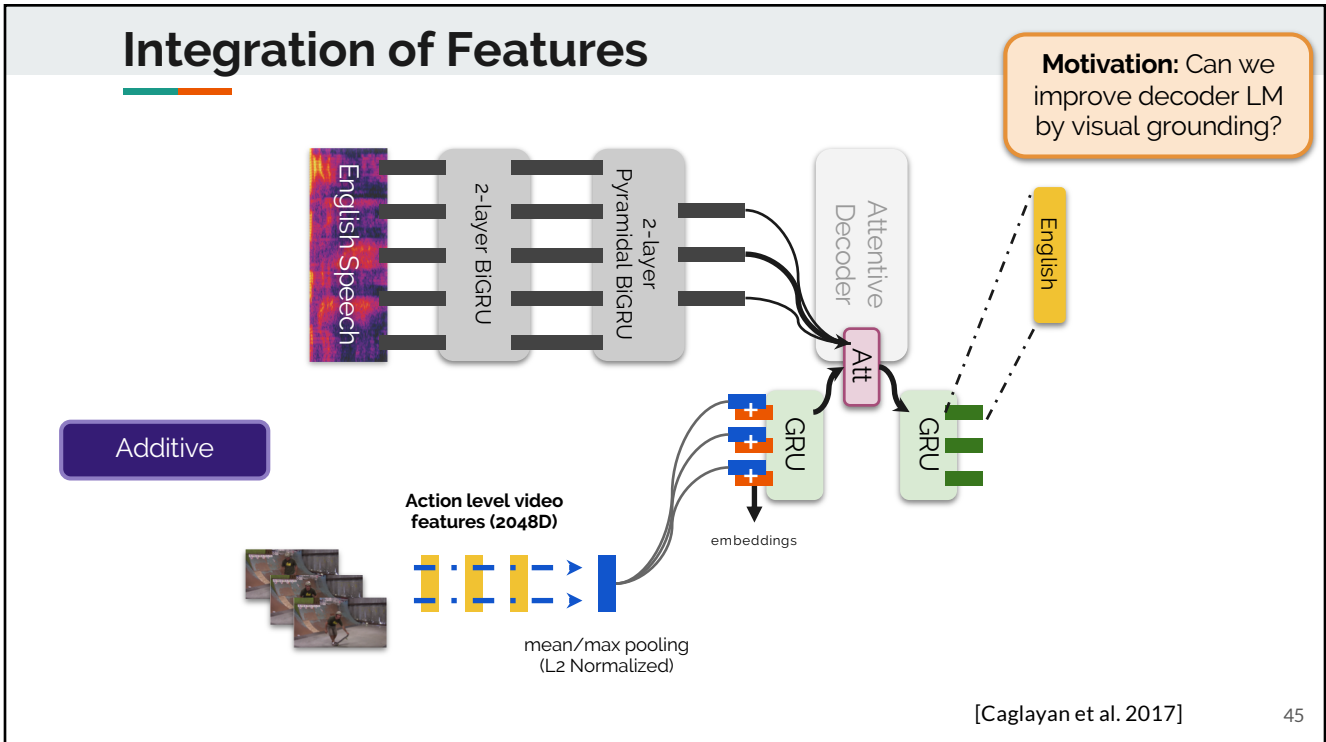 Integration of Features
Motivation: Can we
improve decoder LM
by visual grounding?
English Speech
2-layer BiGRU
2-layer
Pyramidal BiGRU
Attentive
Decoder
English
Att
+
+
+
GRU
GRU
Additive
Action level video
features (2048D)
embeddings
mean/max pooling
(L2 Normalized)
[Caglayan et al. 2017]
45